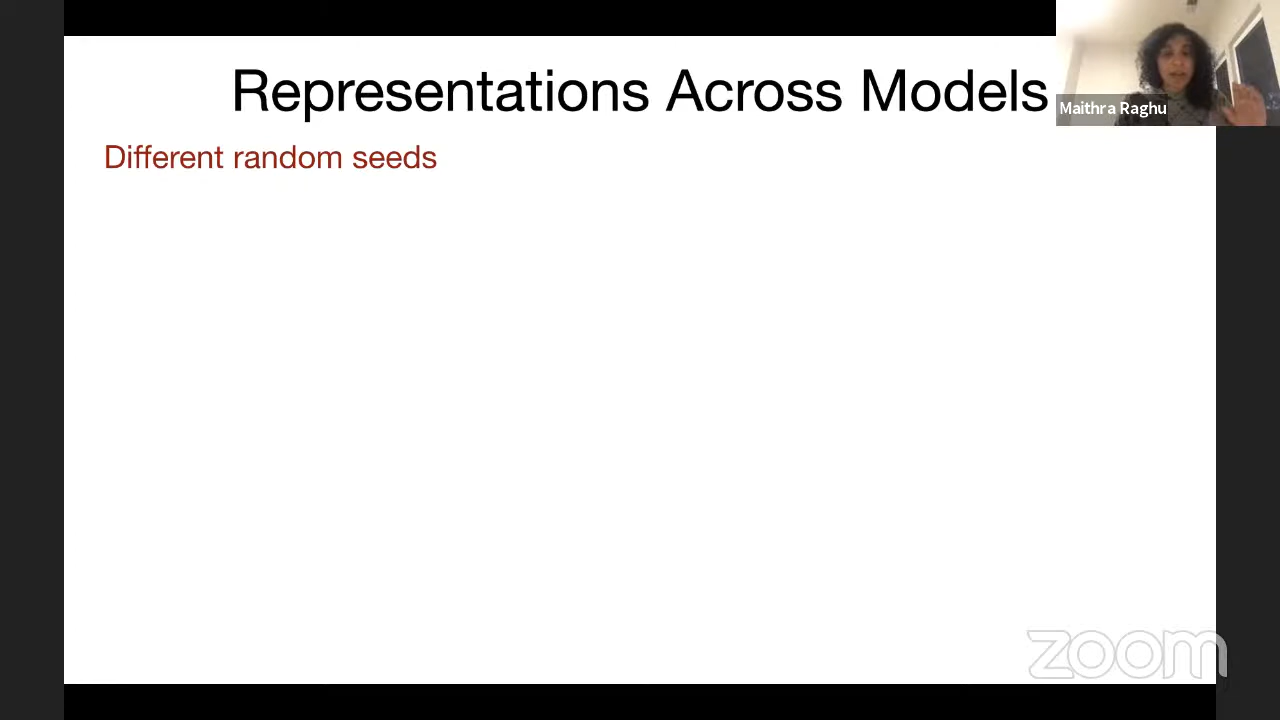 Representations Across Models
Maithra Raghu
Different random seeds
zoom